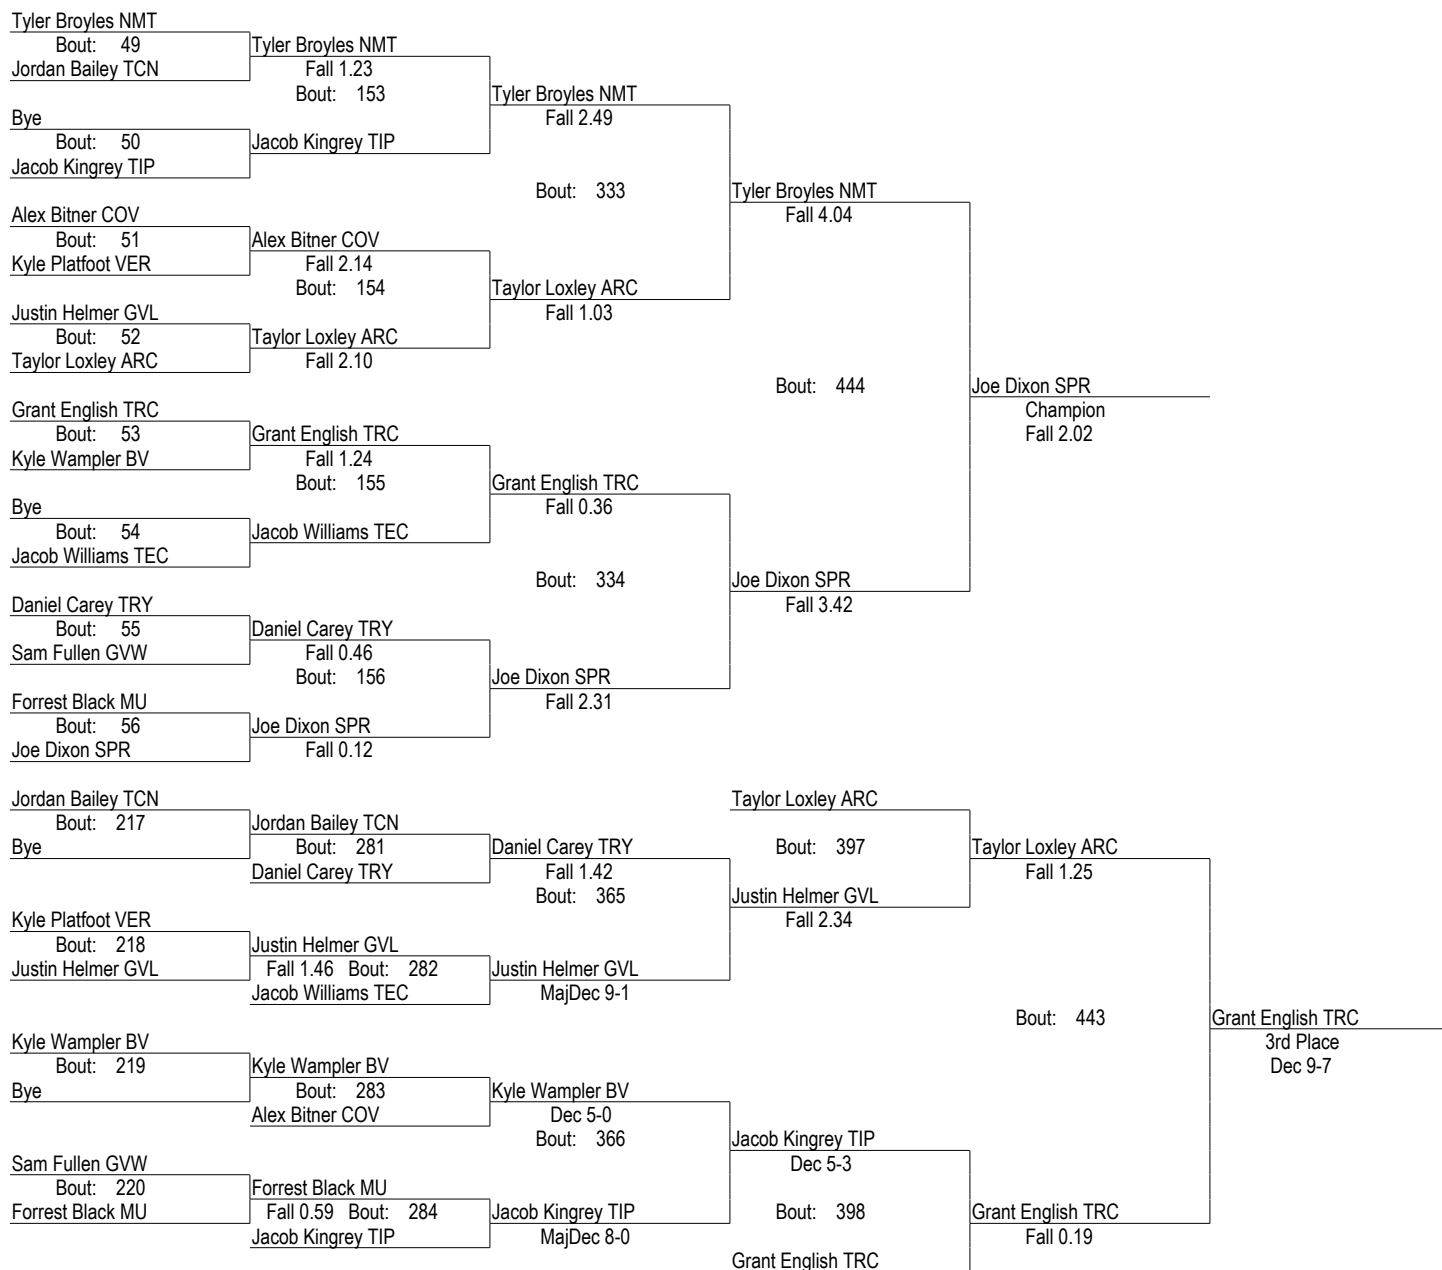 Tyler Broyles NMT
Bout: 49
Tyler Broyles NMT
Jordan Bailey TCN
Fall 1.23
Bout: 153
Tyler Broyles NMT
Bye
Fall 2.49
Bout: 50
Jacob Kingrey TIP
Jacob Kingrey TIP
Bout: 333
Tyler Broyles NMT
Alex Bitner COV
Fall 4.04
Bout: 51
Alex Bitner COV
Kyle Platfoot VER
Fall 2.14
Bout: 154
Taylor Loxley ARC
Justin Helmer GVL
Fall 1.03
Bout: 52
Taylor Loxley ARC
Taylor Loxley ARC
Fall 2.10
Bout: 444
Joe Dixon SPR
Grant English TRC
Champion
Bout: 53
Grant English TRC
Fall 2.02
Kyle Wampler BV
Fall 1.24
Bout: 155
Grant English TRC
Bye
Fall 0.36
Bout: 54
Jacob Williams TEC
Jacob Williams TEC
Bout: 334
Joe Dixon SPR
Daniel Carey TRY
Fall 3.42
Bout: 55
Daniel Carey TRY
Sam Fullen GVW
Fall 0.46
Bout: 156
Joe Dixon SPR
Forrest Black MU
Fall 2.31
Bout: 56
Joe Dixon SPR
Joe Dixon SPR
Fall 0.12
Jordan Bailey TCN
Taylor Loxley ARC
Bout: 217
Jordan Bailey TCN
Bye
Bout: 281
Daniel Carey TRY
Bout: 397
Taylor Loxley ARC
Daniel Carey TRY
Fall 1.42
Fall 1.25
Bout: 365
Justin Helmer GVL
Kyle Platfoot VER
Fall 2.34
Bout: 218
Justin Helmer GVL
Justin Helmer GVL
Fall 1.46 Bout: 282
Justin Helmer GVL
Jacob Williams TEC
MajDec 9-1
Bout: 443
Grant English TRC
Kyle Wampler BV
3rd Place
Bout: 219
Kyle Wampler BV
Dec 9-7
Bye
Bout: 283
Kyle Wampler BV
Alex Bitner COV
Dec 5-0
Bout: 366
Jacob Kingrey TIP
Sam Fullen GVW
Dec 5-3
Bout: 220
Forrest Black MU
Forrest Black MU
Fall 0.59 Bout: 284
Jacob Kingrey TIP
Bout: 398
Grant English TRC
Jacob Kingrey TIP
MajDec 8-0
Fall 0.19
Grant English TRC